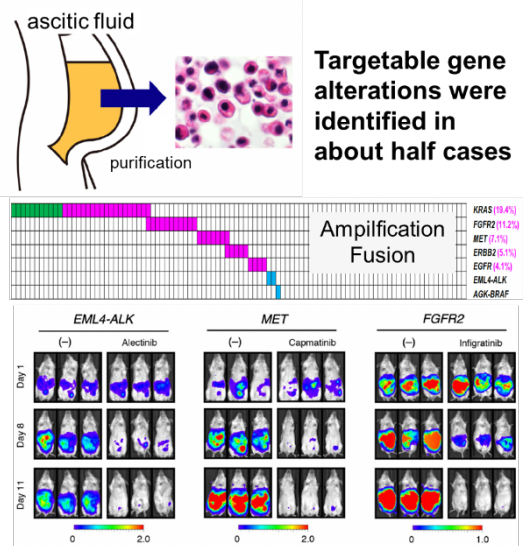 ascitic fluid
purification
Targetable gene
alterations were
identified in
about half cases
KRAS (19.4%)
FGFR2 (11.2%)
MET (7.1%)
ERBB2 (5.1%)
EGFR (4.1%)
EML4-ALK
AGK-BRAF
Ampilfication
Fusion
EML4-ALK
MET
FGFR2
(-) Alectinib
(-) Capmatinib
(-) Infigratinib
Day 1
Day 8
Day 11
0 2.0
0 2.0
0 1.0